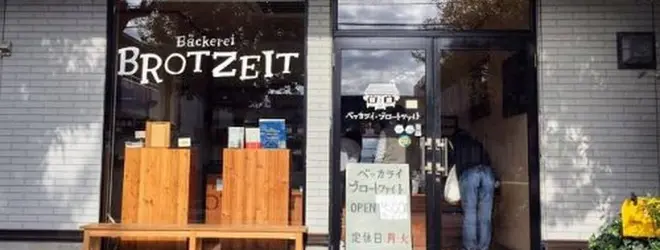 Bäckerei
BROTZEIT
ベッカライ・ブロートツァイト
ベッカライ
ブロートツァイト
OPEN
定休日 月・火